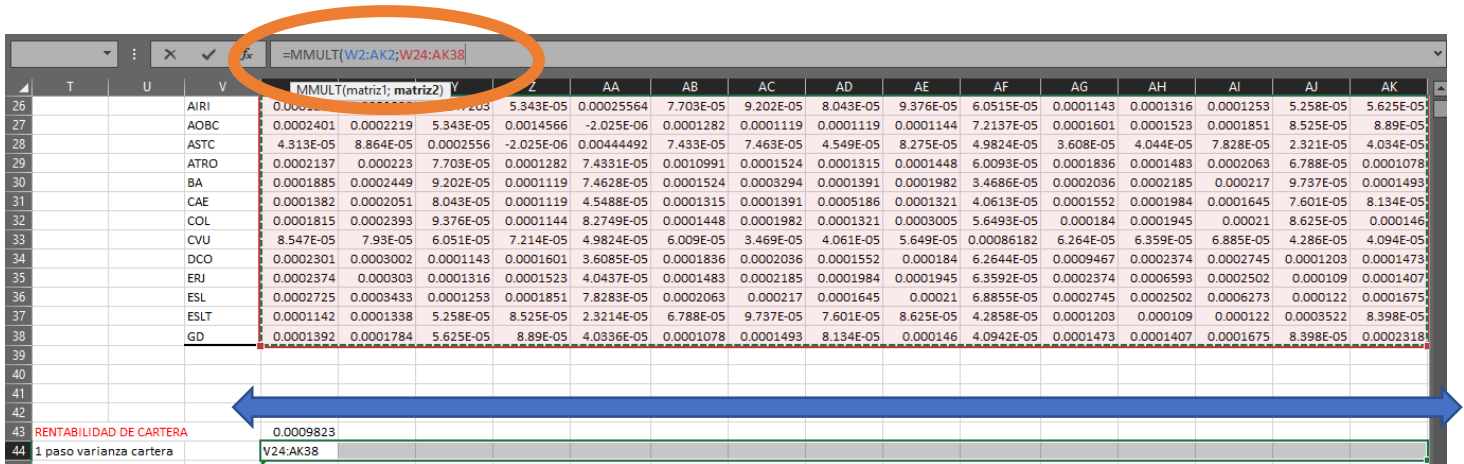 fx =MMULT(W2:AK2;W24:AK38
MMULT(matriz1; matriz2)
T U V Y Z AA AB AC AD AE AF AG AH AI AJ AK
26 AIRI 5.343E-05 0.00025564 7.703E-05 9.202E-05 8.043E-05 9.376E-05 6.0515E-05 0.0001143 0.0001316 0.0001253 5.258E-05 5.625E-05
27 AOBC 0.0002401 0.0002219 5.343E-05 0.0014566 -2.025E-06 0.0001282 0.0001119 0.0001119 0.0001144 7.2137E-05 0.0001601 0.0001523 0.0001851 8.525E-05 8.89E-05
28 ASTC 4.313E-05 8.864E-05 0.0002556 -2.025E-06 0.00444492 7.433E-05 7.463E-05 4.549E-05 8.275E-05 4.9824E-05 3.608E-05 4.044E-05 7.828E-05 2.321E-05 4.034E-05
29 ATRO 0.0002137 0.000223 7.703E-05 0.0001282 7.4331E-05 0.0010991 0.0001524 0.0001315 0.0001448 6.0093E-05 0.0001836 0.0001483 0.0002063 6.788E-05 0.0001078
30 BA 0.0001885 0.0002449 9.202E-05 0.0001119 7.4628E-05 0.0001524 0.0003294 0.0001391 0.0001982 3.4686E-05 0.0002036 0.0002185 0.000217 9.737E-05 0.0001493
31 CAE 0.0001382 0.0002051 8.043E-05 0.0001119 4.5488E-05 0.0001315 0.0001391 0.0005186 0.0001321 4.0613E-05 0.0001552 0.0001984 0.0001645 7.601E-05 8.134E-05
32 COL 0.0001815 0.0002393 9.376E-05 0.0001144 8.2749E-05 0.0001448 0.0001982 0.0001321 0.0003005 5.6493E-05 0.000184 0.0001945 0.00021 8.625E-05 0.000146
33 CVU 8.547E-05 7.93E-05 6.051E-05 7.214E-05 4.9824E-05 6.009E-05 3.469E-05 4.061E-05 5.649E-05 0.00086182 6.264E-05 6.359E-05 6.885E-05 4.286E-05 4.094E-05
34 DCO 0.0002301 0.0003002 0.0001143 0.0001601 3.6085E-05 0.0001836 0.0002036 0.0001552 0.000184 6.2644E-05 0.0009467 0.0002374 0.0002745 0.0001203 0.0001473
35 ERJ 0.0002374 0.000303 0.0001316 0.0001523 4.0437E-05 0.0001483 0.0002185 0.0001984 0.0001945 6.3592E-05 0.0002374 0.0006593 0.0002502 0.000109 0.0001407
36 ESL 0.0002725 0.0003433 0.0001253 0.0001851 7.8283E-05 0.0002063 0.000217 0.0001645 0.00021 6.8855E-05 0.0002745 0.0002502 0.0006273 0.000122 0.0001675
37 ESLT 0.0001142 0.0001338 5.258E-05 8.525E-05 2.3214E-05 6.788E-05 9.737E-05 7.601E-05 8.625E-05 4.2858E-05 0.0001203 0.000109 0.000122 0.0003522 8.398E-05
38 GD 0.0001392 0.0001784 5.625E-05 8.89E-05 4.0336E-05 0.0001078 0.0001493 8.134E-05 0.000146 4.0942E-05 0.0001473 0.0001407 0.0001675 8.398E-05 0.0002318
39
40
41
42
43 RENTABILIDAD DE CARTERA 0.0009823
44 1 paso varianza cartera V24:AK38